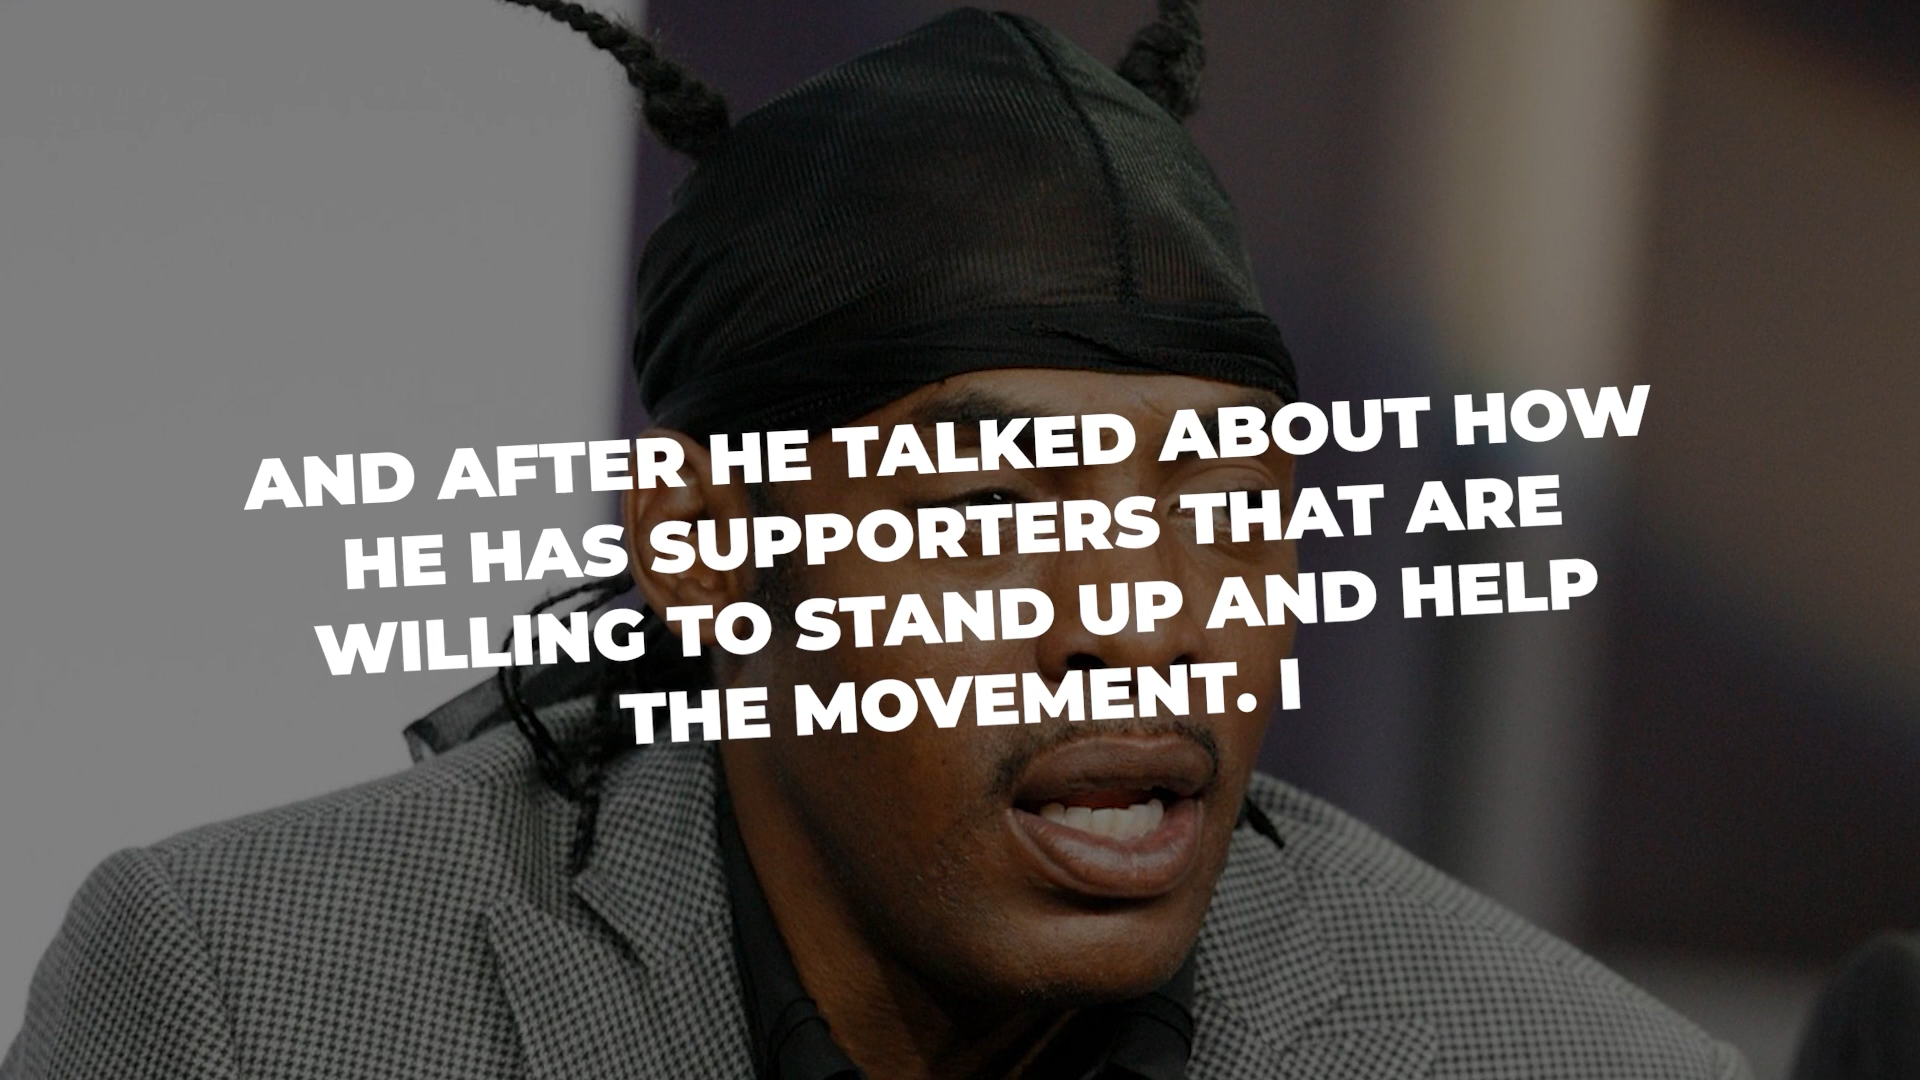 AND AFTER HE TALKED ABOUT HOW
HE HAS SUPPORTERS THAT ARE
WILLING TO STAND UP AND HELP
THE MOVEMENT. I